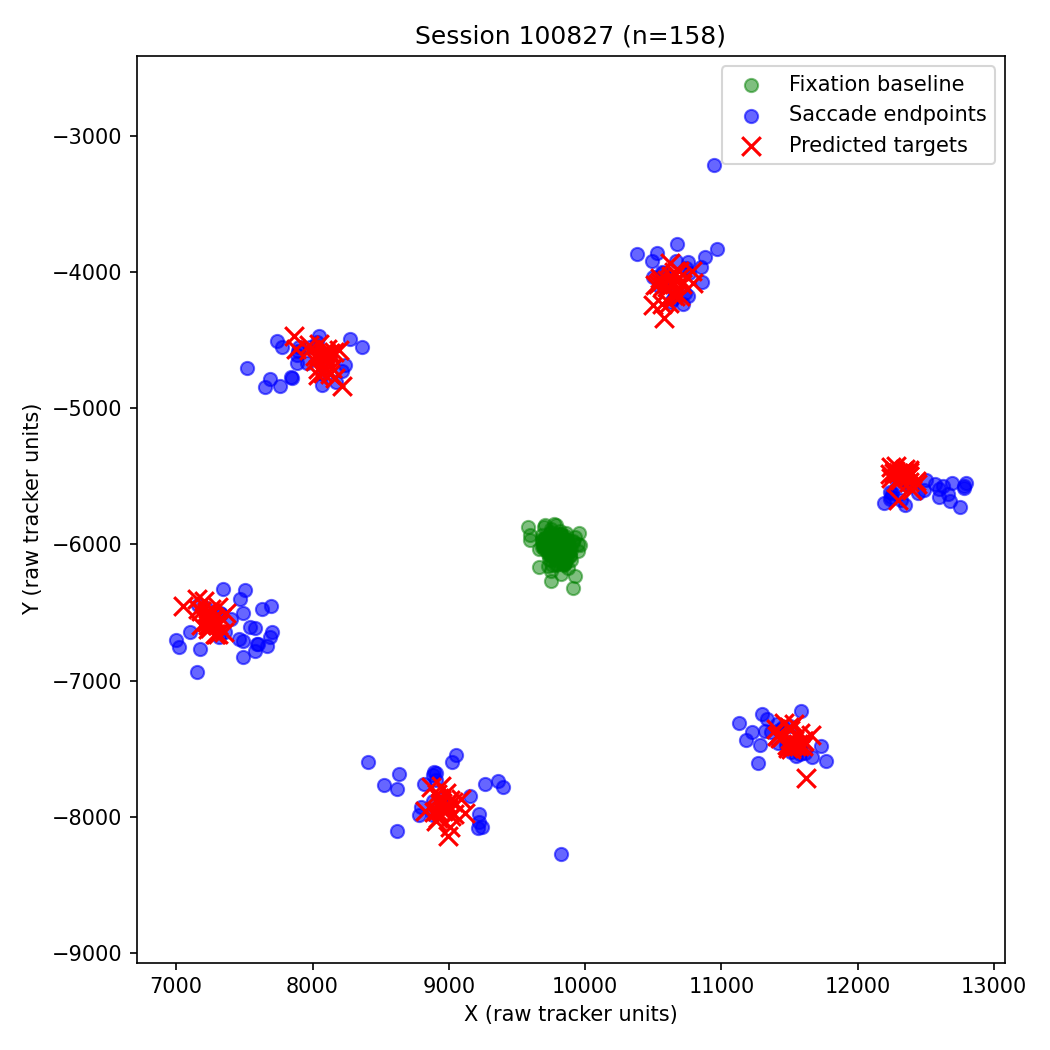 Session 100827 (n=158)
Fixation baseline
Saccade endpoints
Predicted targets
−3000
−4000
−5000
−6000
−7000
−8000
−9000
Y (raw tracker units)
7000 8000 9000 10000 11000 12000 13000
X (raw tracker units)